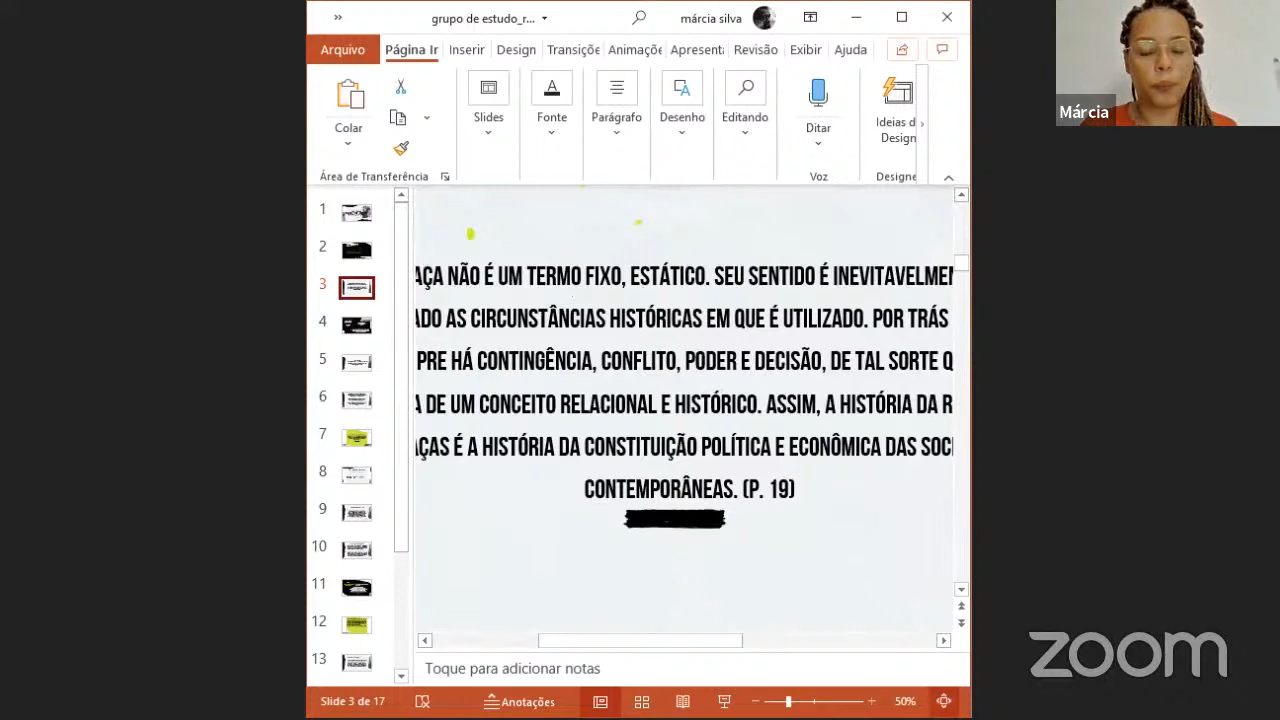 grupo de estudo_r...
márcia silva
Arquivo
Página Ir
Inserir
Design
Transiçõe
Animaçõe
Apresenta
Revisão
Exibir
Ajuda
Colar
Slides
Fonte
Parágrafo
Desenho
Editando
Ditar
Ideias d
Design
Área de Transferência
Voz
Designe
1
2
3
4
5
6
7
8
9
10
11
12
13
AÇA NÃO É UM TERMO FIXO, ESTÁTICO. SEU SENTIDO É INEVITAVELMEN
ADO AS CIRCUNSTÂNCIAS HISTÓRICAS EM QUE É UTILIZADO. POR TRÁS
PRE HÁ CONTINGÊNCIA, CONFLITO, PODER E DECISÃO, DE TAL SORTE Q
A DE UM CONCEITO RELACIONAL E HISTÓRICO. ASSIM, A HISTÓRIA DA R
AÇAS É A HISTÓRIA DA CONSTITUIÇÃO POLÍTICA E ECONÔMICA DAS SOCI
CONTEMPORÂNEAS. (P. 19)
Toque para adicionar notas
Slide 3 de 17
Anotações
50%
Márcia
zoom